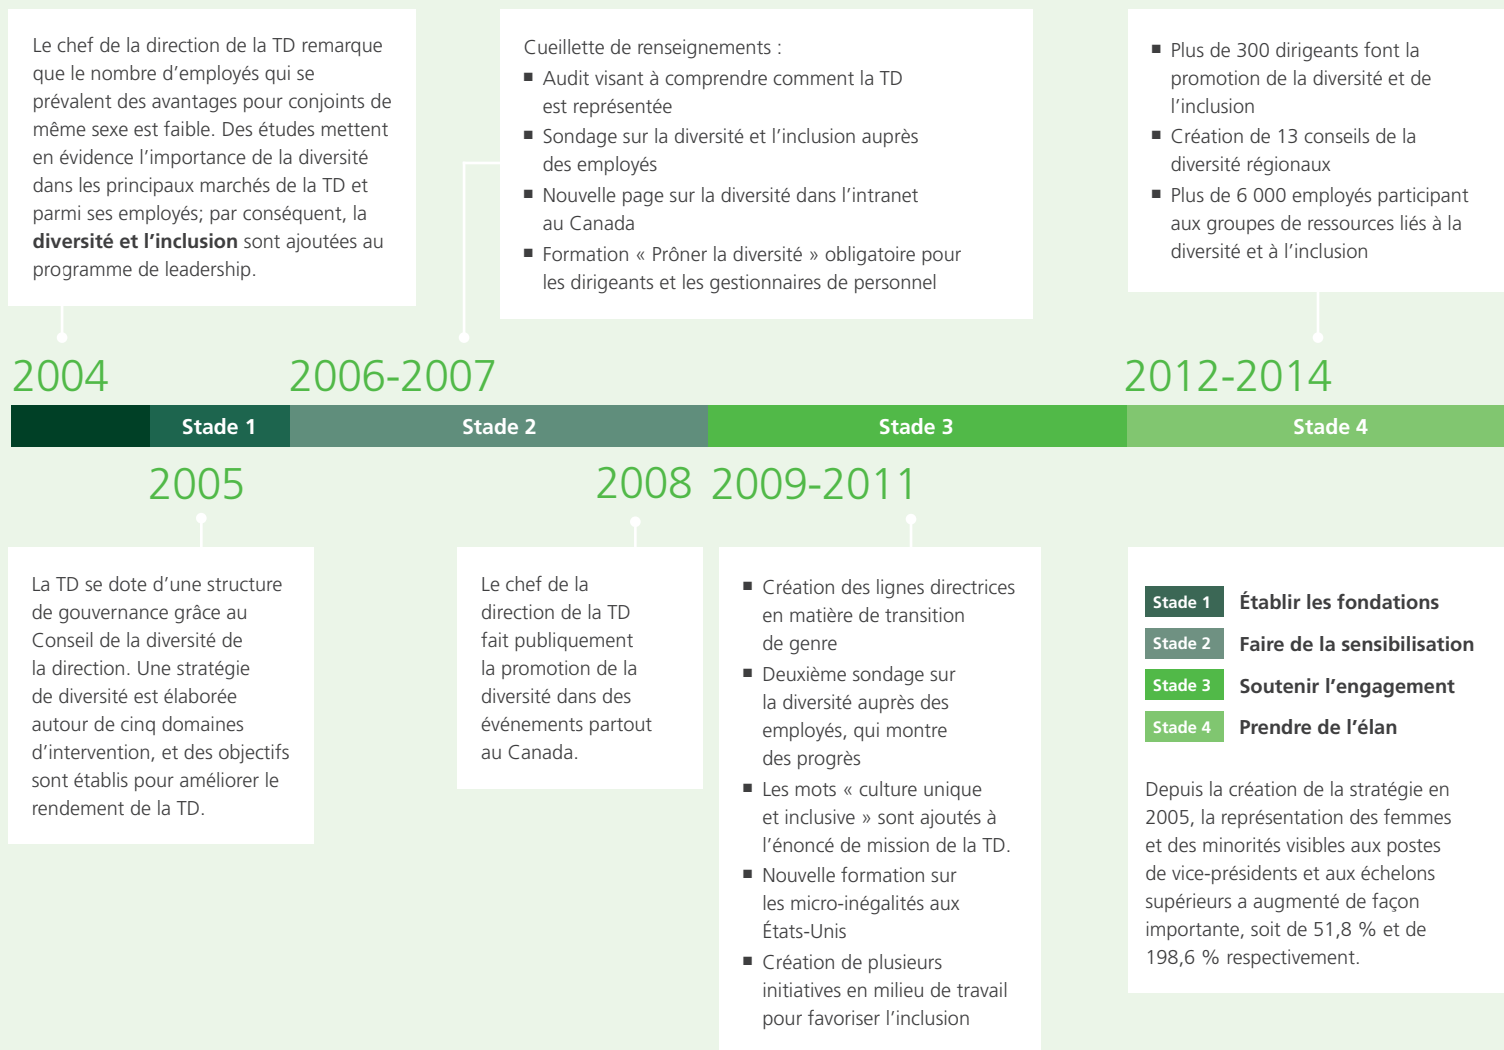 Le chef de la direction de la TD remarque
que le nombre d'employés qui se
prévalent des avantages pour conjoints de
même sexe est faible. Des études mettent
en évidence l'importance de la diversité
dans les principaux marchés de la TD et
parmi ses employés; par conséquent, la
diversité et l'inclusion sont ajoutées au
programme de leadership.
Cueillette de renseignements :
■ Audit visant à comprendre comment la TD
est représentée
■ Sondage sur la diversité et l'inclusion auprès
des employés
■ Nouvelle page sur la diversité dans l'intranet
au Canada
■ Formation « Prôner la diversité » obligatoire pour
les dirigeants et les gestionnaires de personnel
■ Plus de 300 dirigeants font la
promotion de la diversité et de
l'inclusion
■ Création de 13 conseils de la
diversité régionaux
■ Plus de 6 000 employés participant
aux groupes de ressources liés à la
diversité et à l'inclusion
2004
2006-2007
2012-2014
Stade 1
Stade 2
Stade 3
Stade 4
2005
2008
2009-2011
La TD se dote d'une structure
de gouvernance grâce au
Conseil de la diversité de
la direction. Une stratégie
de diversité est élaborée
autour de cinq domaines
d'intervention, et des objectifs
sont établis pour améliorer le
rendement de la TD.
Le chef de la
direction de la TD
fait publiquement
la promotion de la
diversité dans des
événements partout
au Canada.
■ Création des lignes directrices
en matière de transition
de genre
■ Deuxième sondage sur
la diversité auprès des
employés, qui montre
des progrès
■ Les mots « culture unique
et inclusive » sont ajoutés à
l'énoncé de mission de la TD.
■ Nouvelle formation sur
les micro-inégalités aux
États-Unis
■ Création de plusieurs
initiatives en milieu de travail
pour favoriser l'inclusion
Stade 1 Établir les fondations
Stade 2 Faire de la sensibilisation
Stade 3 Soutenir l'engagement
Stade 4 Prendre de l'élan
Depuis la création de la stratégie en
2005, la représentation des femmes
et des minorités visibles aux postes
de vice-présidents et aux échelons
supérieurs a augmenté de façon
importante, soit de 51,8 % et de
198,6 % respectivement.